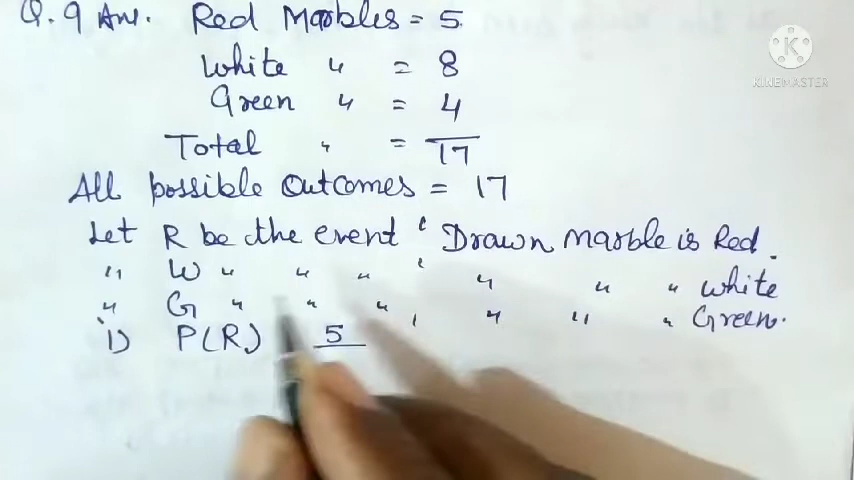 Q.9 Ans. Red Marbles = 5
White " = 8
Green " = 4
Total " = 17
All possible Outcomes = 17
Let R be the event ' Drawn Marble is Red.
" W " " " ' " " " White
" G " " " ' " " " Green.
i) P(R) 5
K
KINEMASTER